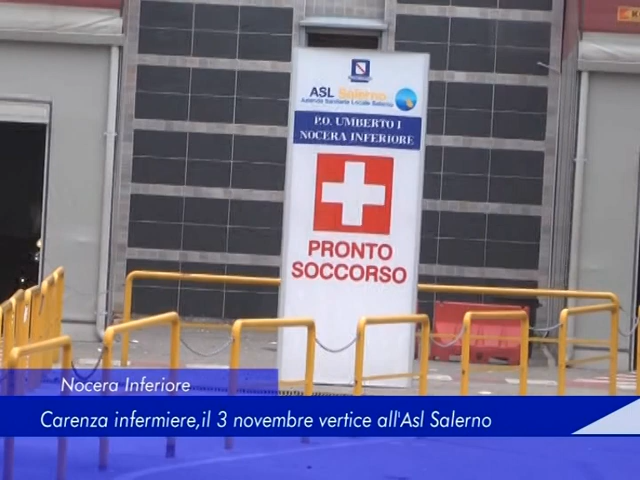 ASL Salerno
Azienda Sanitaria Locale Salerno
P.O. UMBERTO I
NOCERA INFERIORE
PRONTO
SOCCORSO
Nocera Inferiore
Carenza infermiere,il 3 novembre vertice all'Asl Salerno